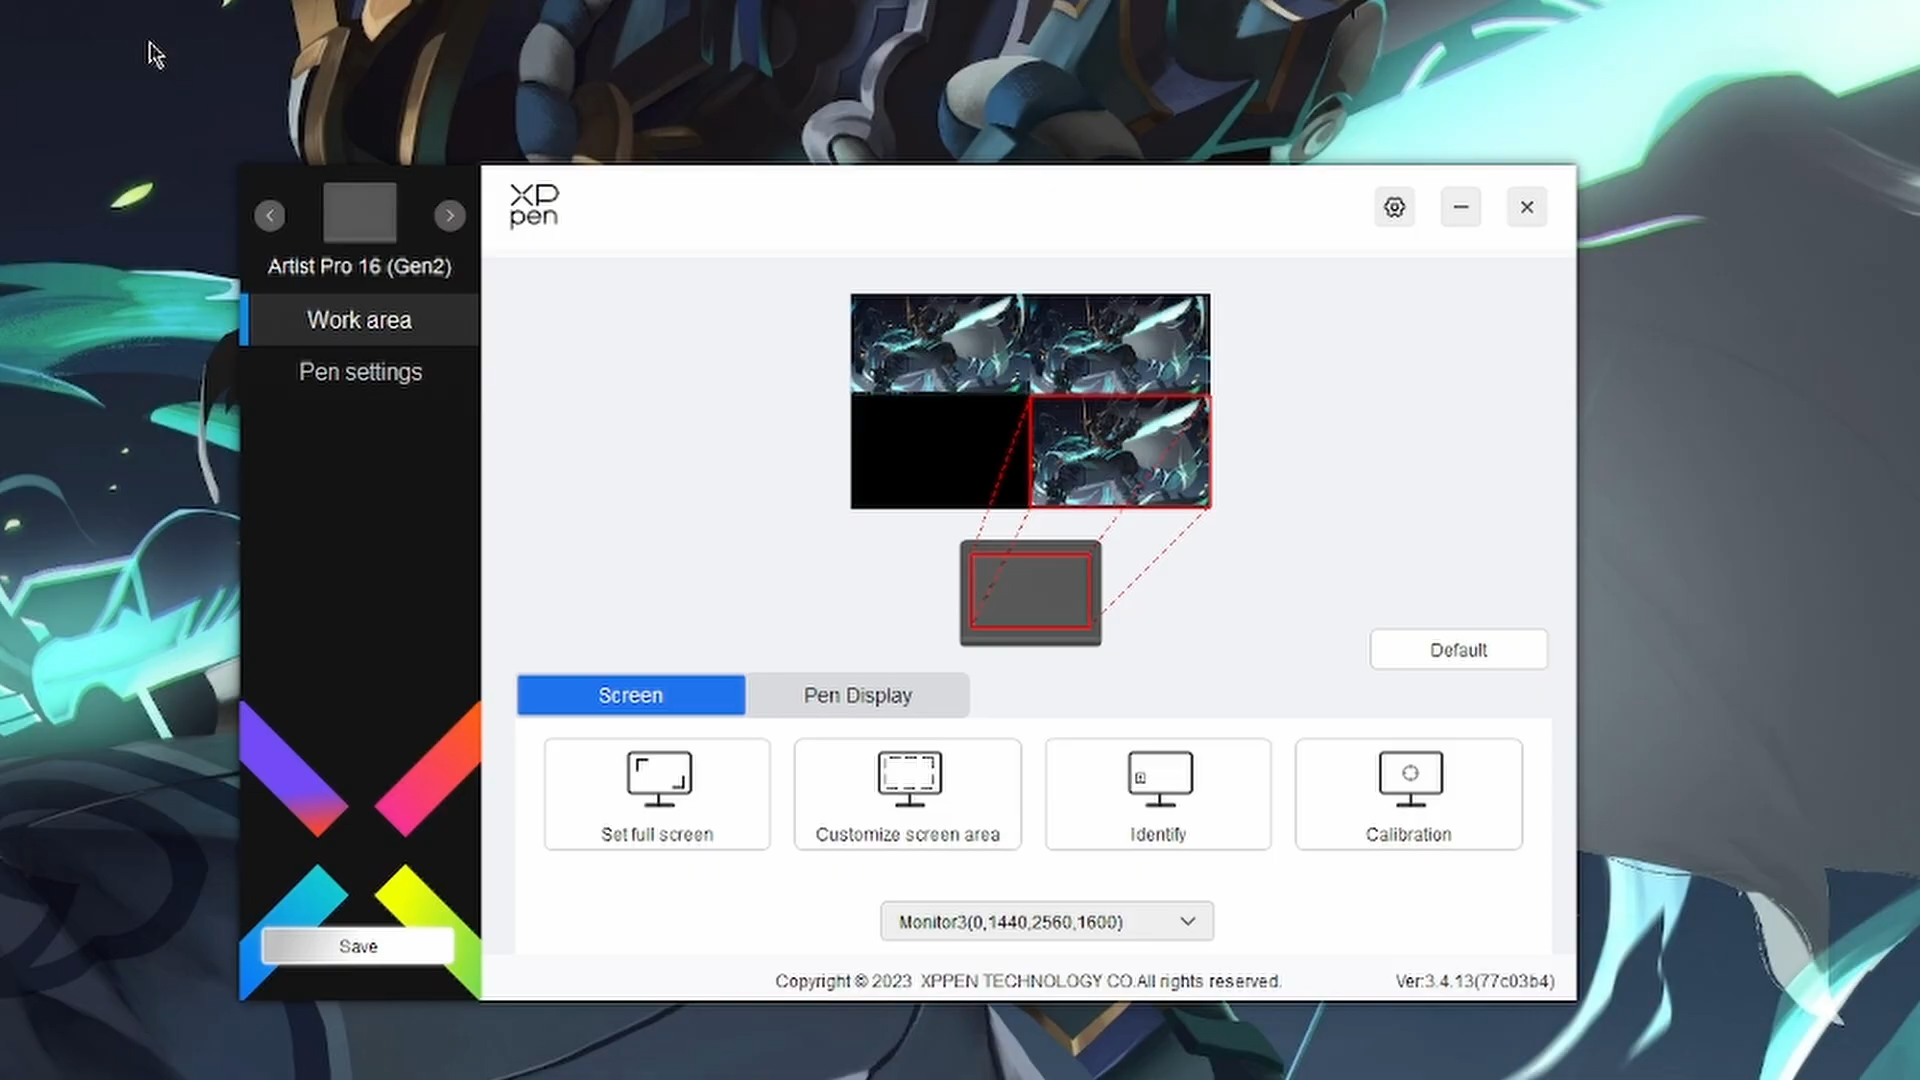 XP
pen
Artist Pro 16 (Gen2)
Work area
Pen settings
Default
Screen
Pen Display
Set full screen
Customize screen area
Identify
Calibration
Monitor3(0,1440,2560,1600)
Save
Copyright © 2023 XPPEN TECHNOLOGY CO.All rights reserved.
Ver:3.4.13(77c03b4)